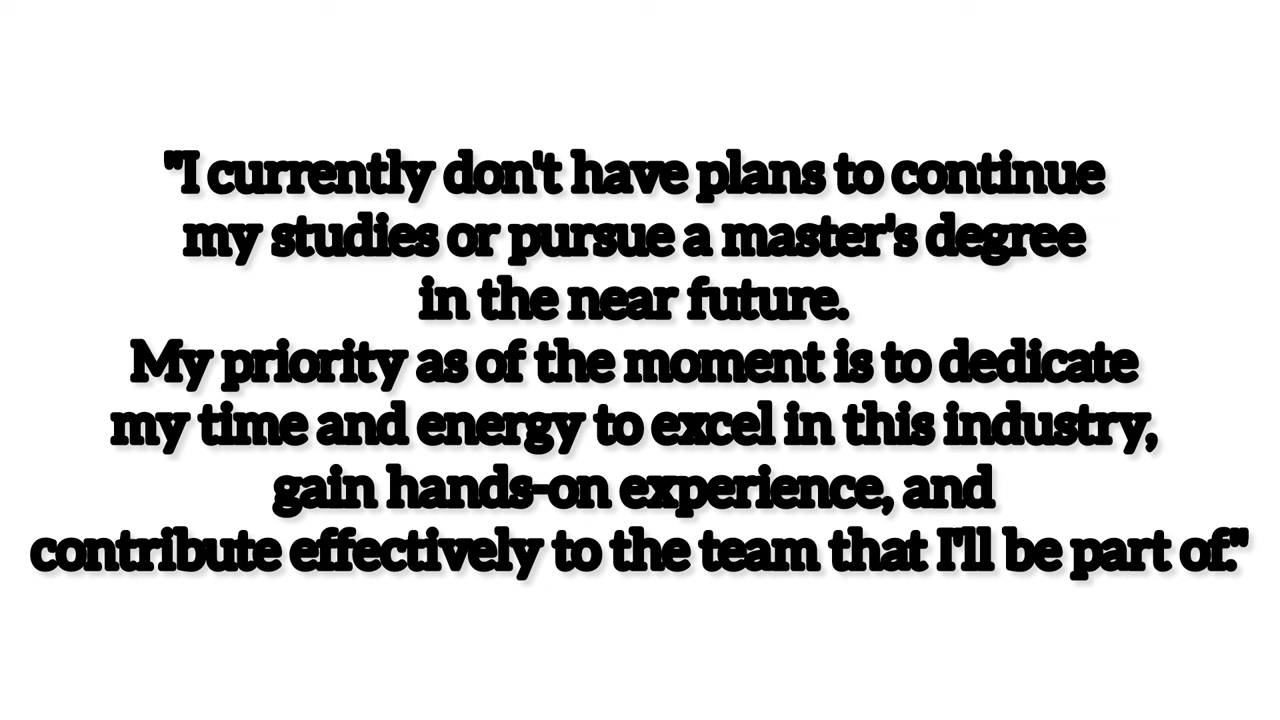 "I currently don't have plans to continue
my studies or pursue a master's degree
in the near future.
My priority as of the moment is to dedicate
my time and energy to excel in this industry,
gain hands-on experience, and
contribute effectively to the team that I'll be part of."